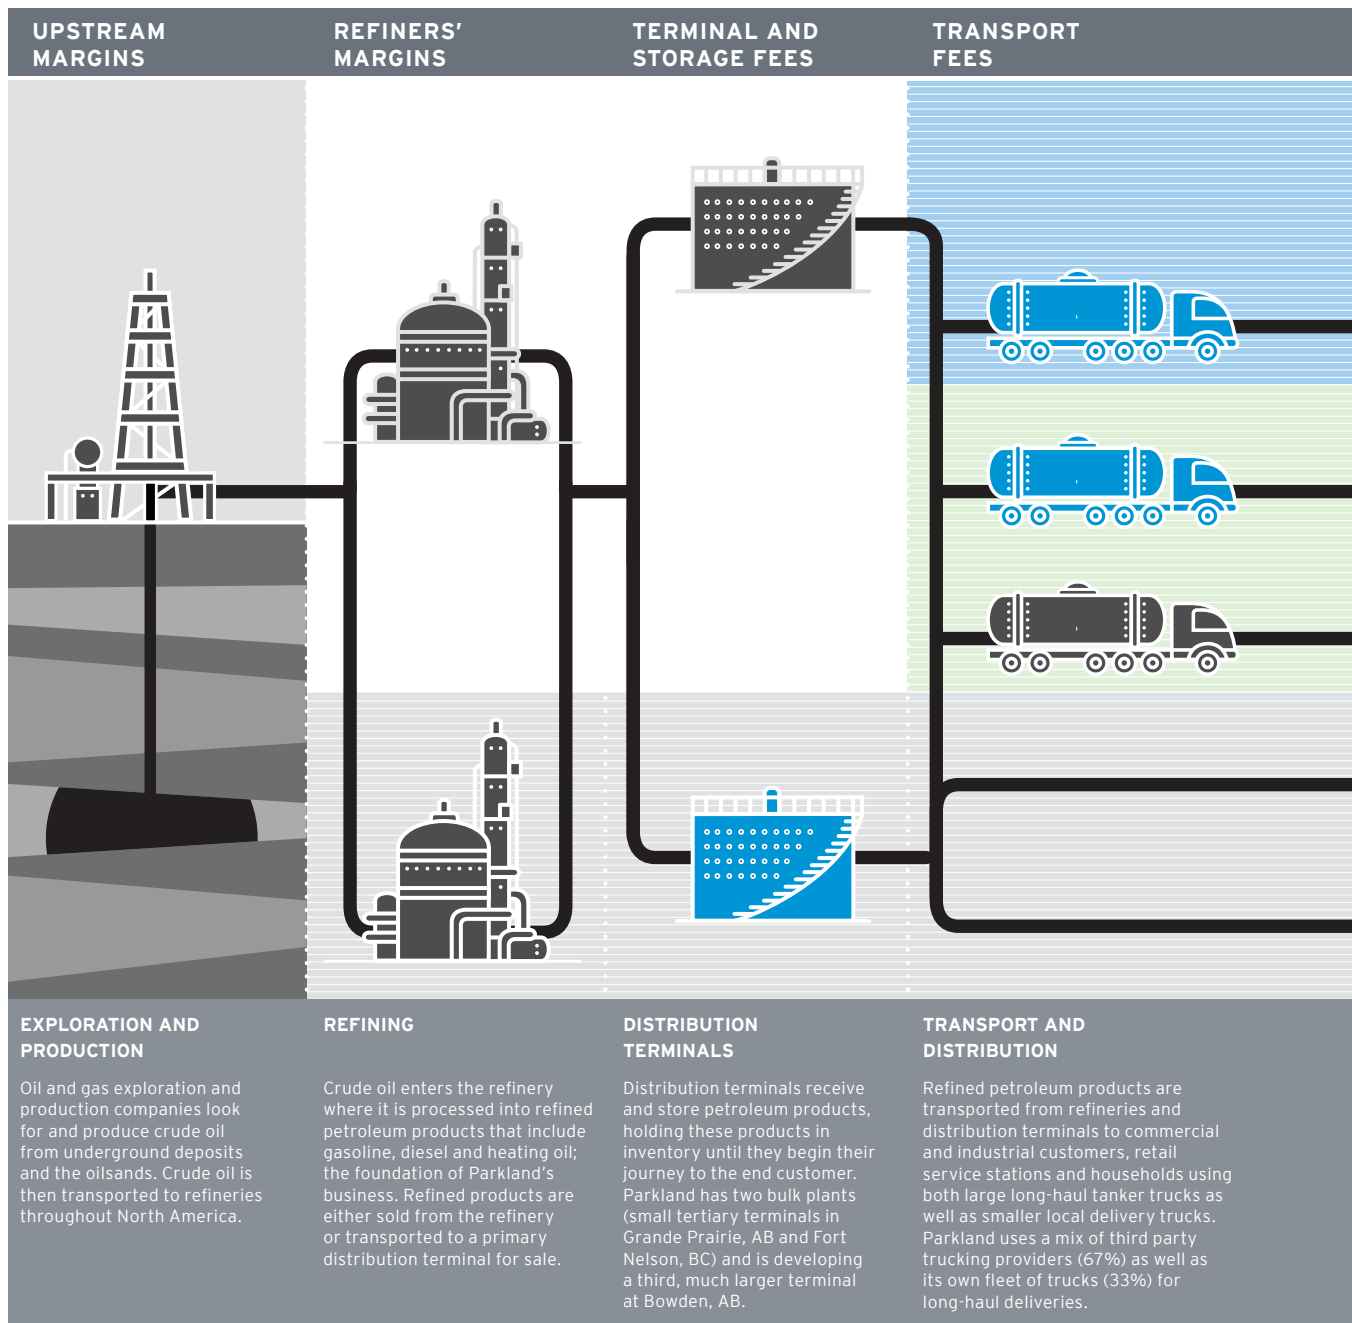 UPSTREAM
MARGINS
REFINERS’
MARGINS
TERMINAL AND
STORAGE FEES
TRANSPORT
FEES
EXPLORATION AND
PRODUCTION
Oil and gas exploration and
production companies look
for and produce crude oil
from underground deposits
and the oilsands. Crude oil is
then transported to refineries
throughout North America.
REFINING
Crude oil enters the refinery
where it is processed into refined
petroleum products that include
gasoline, diesel and heating oil;
the foundation of Parkland’s
business. Refined products are
either sold from the refinery
or transported to a primary
distribution terminal for sale.
DISTRIBUTION
TERMINALS
Distribution terminals receive
and store petroleum products,
holding these products in
inventory until they begin their
journey to the end customer.
Parkland has two bulk plants
(small tertiary terminals in
Grande Prairie, AB and Fort
Nelson, BC) and is developing
a third, much larger terminal
at Bowden, AB.
TRANSPORT AND
DISTRIBUTION
Refined petroleum products are
transported from refineries and
distribution terminals to commercial
and industrial customers, retail
service stations and households using
both large long-haul tanker trucks as
well as smaller local delivery trucks.
Parkland uses a mix of third party
trucking providers (67%) as well as
its own fleet of trucks (33%) for
long-haul deliveries.